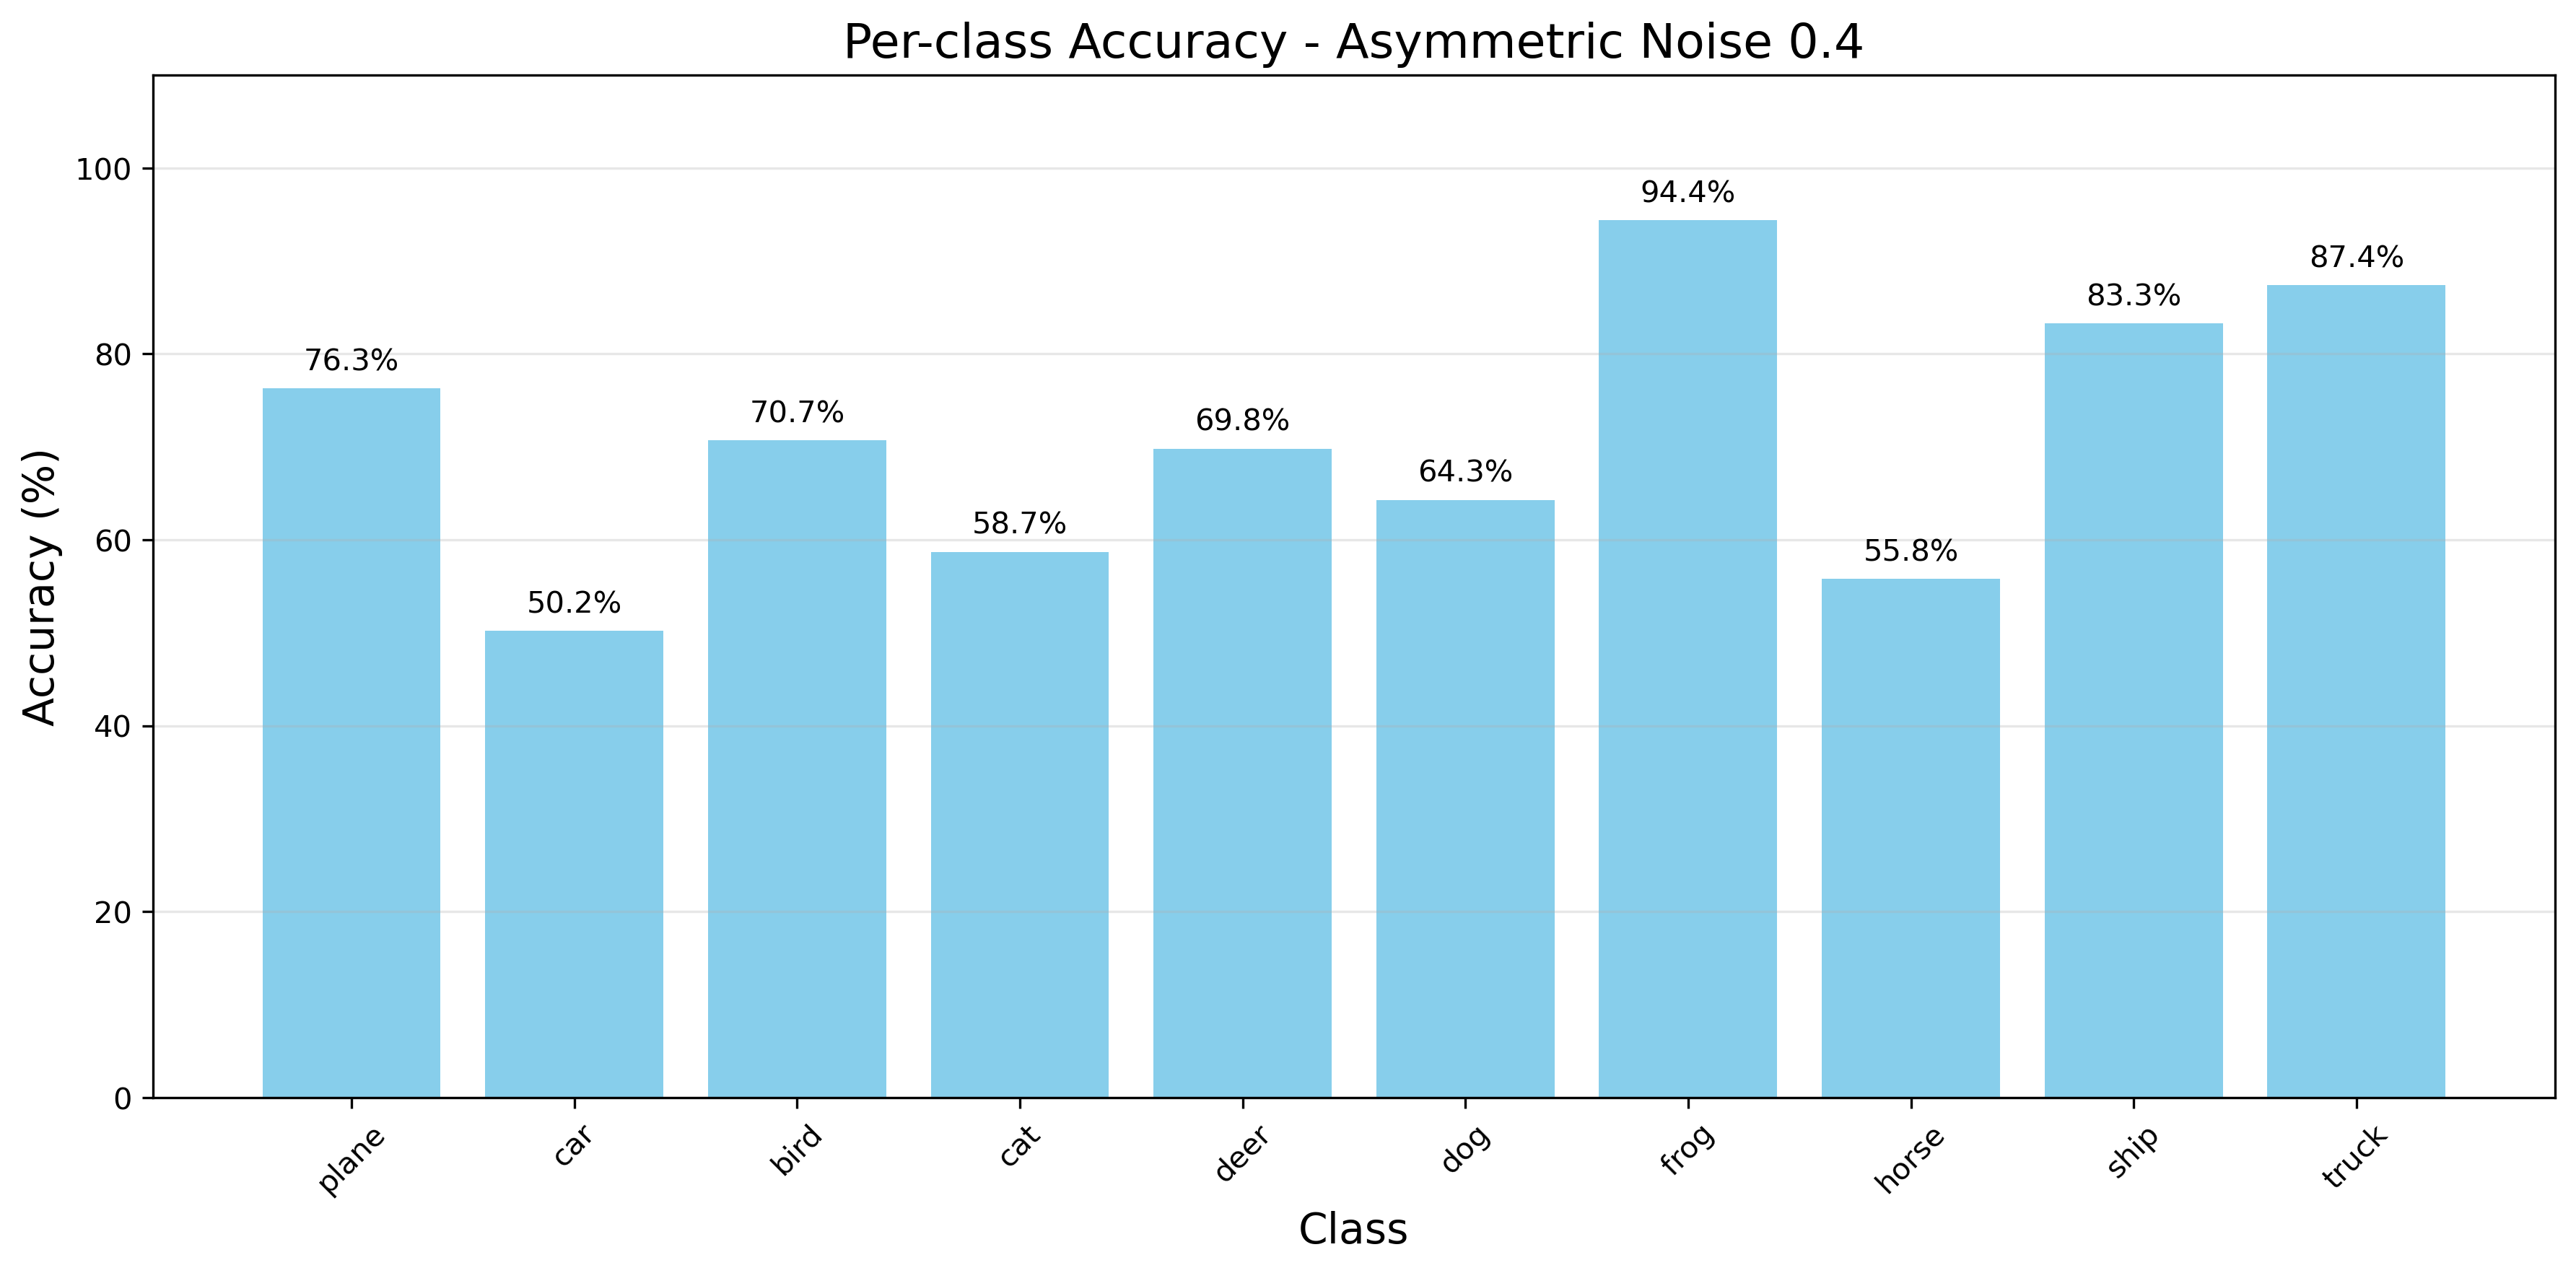 Per-class Accuracy - Asymmetric Noise 0.4
Accuracy (%)
100
80
60
40
20
0
76.3%
50.2%
70.7%
58.7%
69.8%
64.3%
94.4%
55.8%
83.3%
87.4%
plane
car
bird
cat
deer
dog
frog
horse
ship
truck
Class